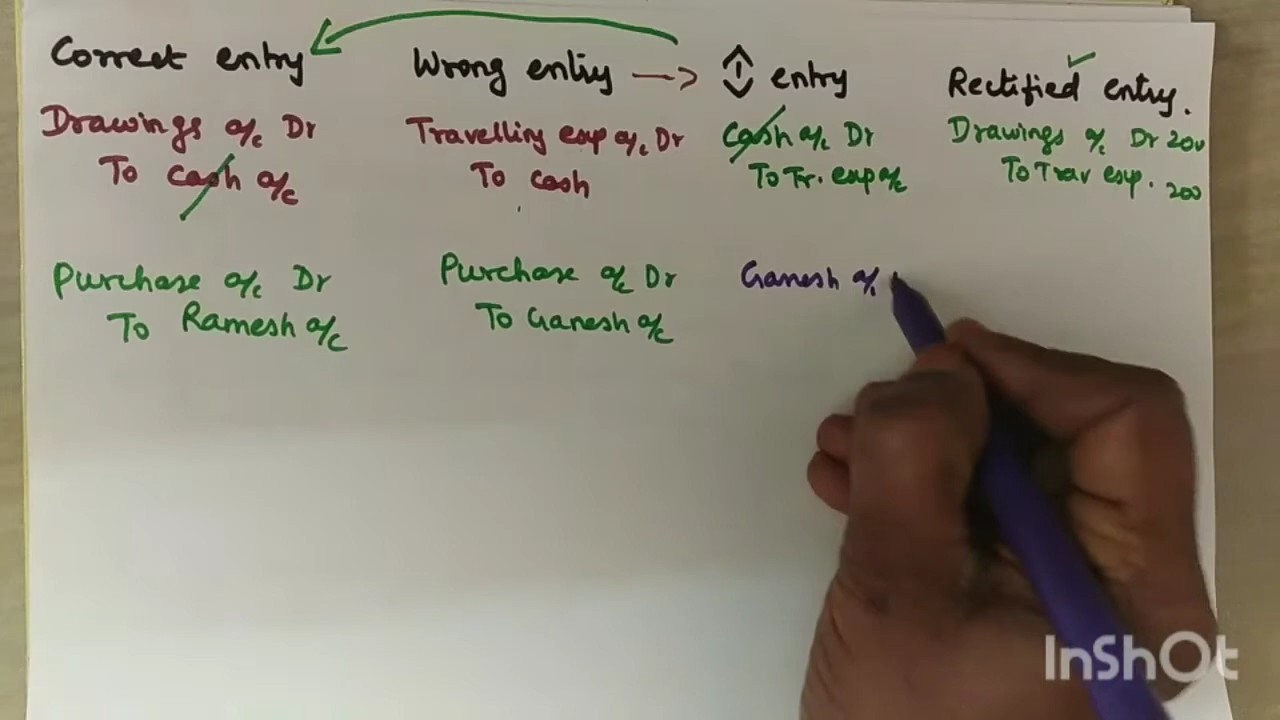 Correct entry
Drawings a/c Dr
To cash a/c
Purchase a/c Dr
To Ramesh a/c
Wrong entry
Travelling exp a/c Dr
To cash
Purchase a/c Dr
To Ganesh a/c
entry
Cash a/c Dr
To Tr. exp a/c
Ganesh a/c
Rectified entry.
Drawings a/c Dr 200
To Trav exp. 200
InShOt